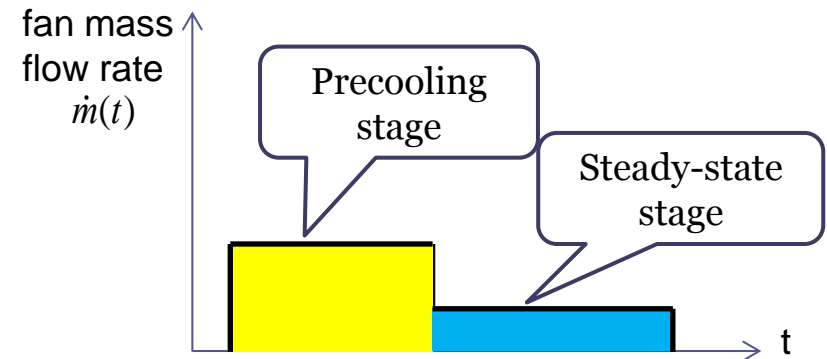 fan mass
flow rate
ṁ(t)
Precooling
stage
Steady-state
stage
t